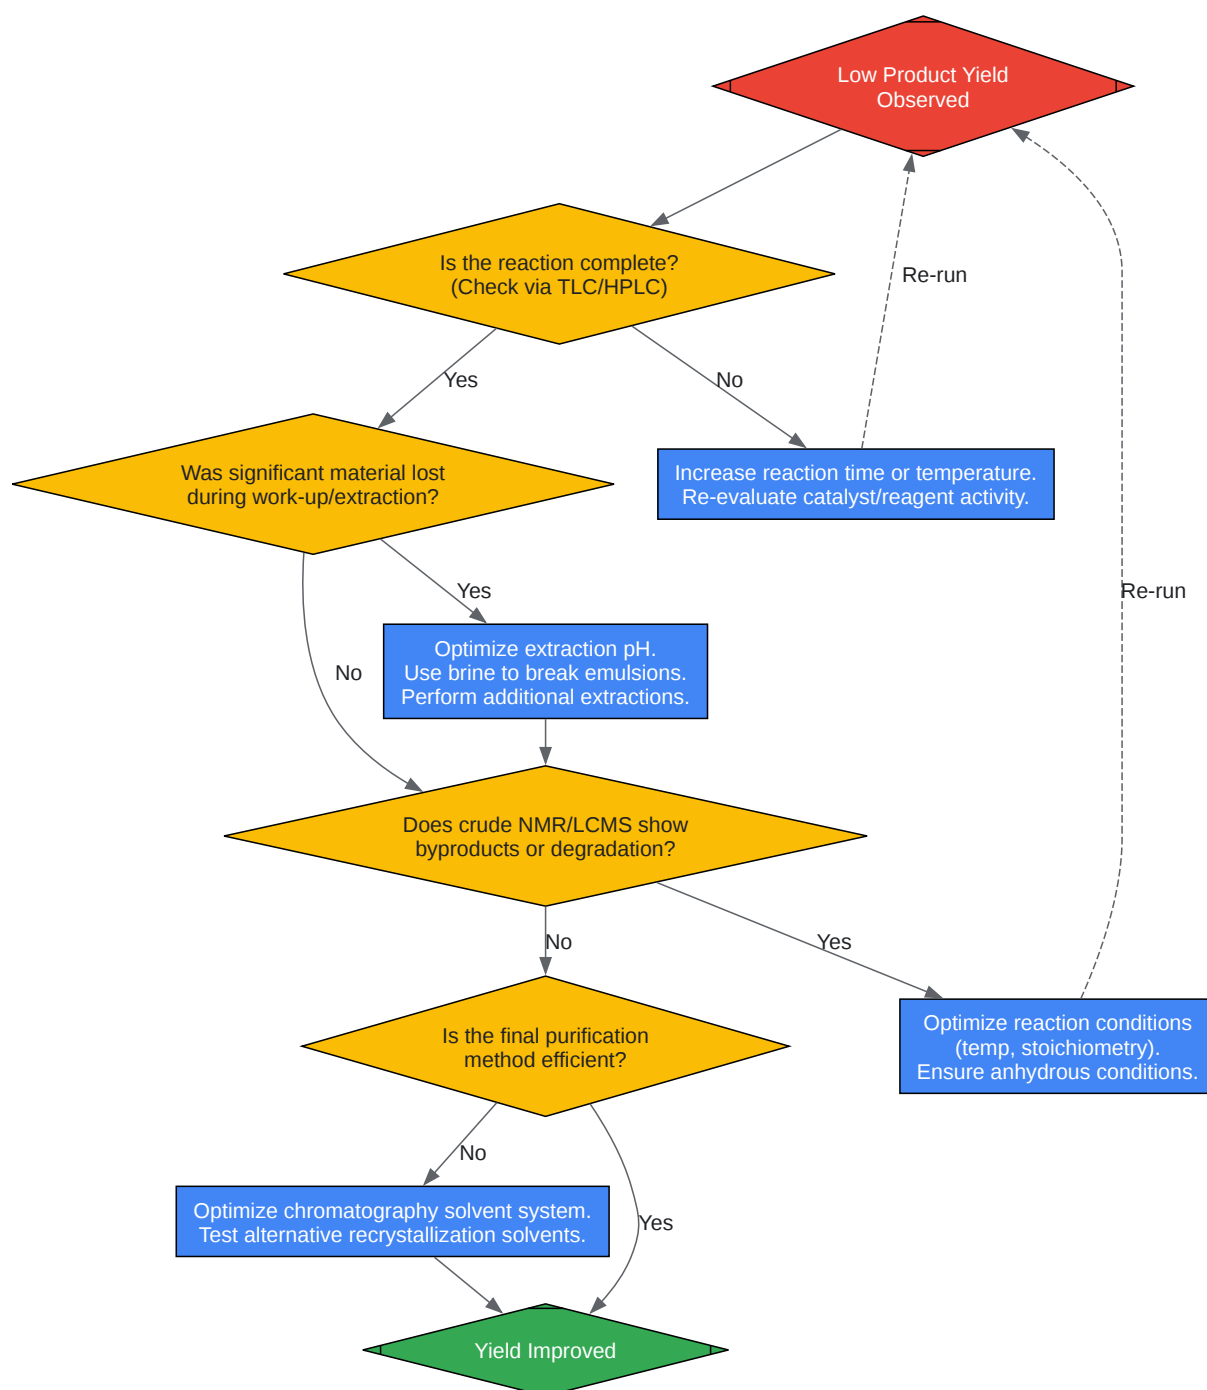 Low Product Yield
Observed
Is the reaction complete?
(Check via TLC/HPLC)
Re-run
Yes
No
Was significant material lost
during work-up/extraction?
Increase reaction time or temperature.
Re-evaluate catalyst/reagent activity.
Yes
Re-run
No
Optimize extraction pH.
Use brine to break emulsions.
Perform additional extractions.
Does crude NMR/LCMS show
byproducts or degradation?
No
Yes
Is the final purification
method efficient?
Optimize reaction conditions
(temp, stoichiometry).
Ensure anhydrous conditions.
No
Yes
Optimize chromatography solvent system.
Test alternative recrystallization solvents.
Yield Improved